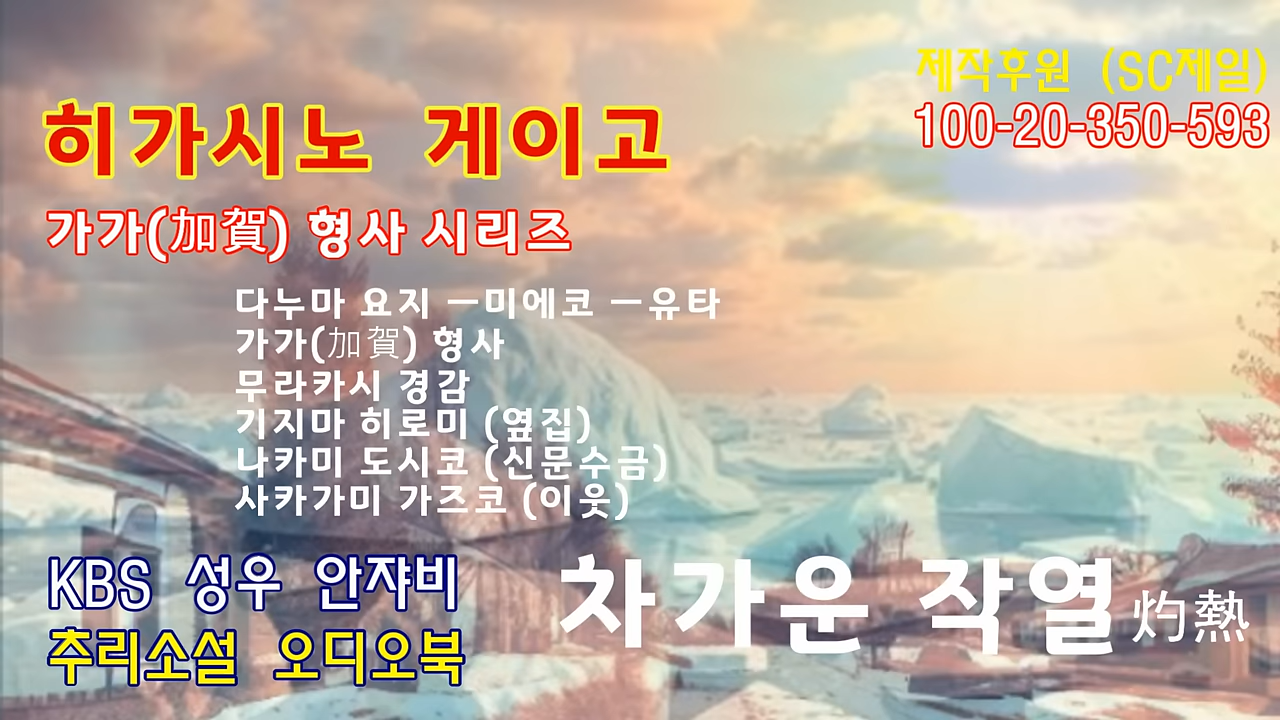 제작후원 (SC제일)
100-20-350-593
히가시노 게이고
가가(加賀) 형사 시리즈
다누마 요지 ㅡ미에코 ㅡ유타
가가(加賀) 형사
무라카시 경감
기지마 히로미 (옆집)
나카미 도시코 (신문수금)
사카가미 가즈코 (이웃)
KBS 성우 안쟈비
추리소설 오디오북
차가운 작열 灼熱